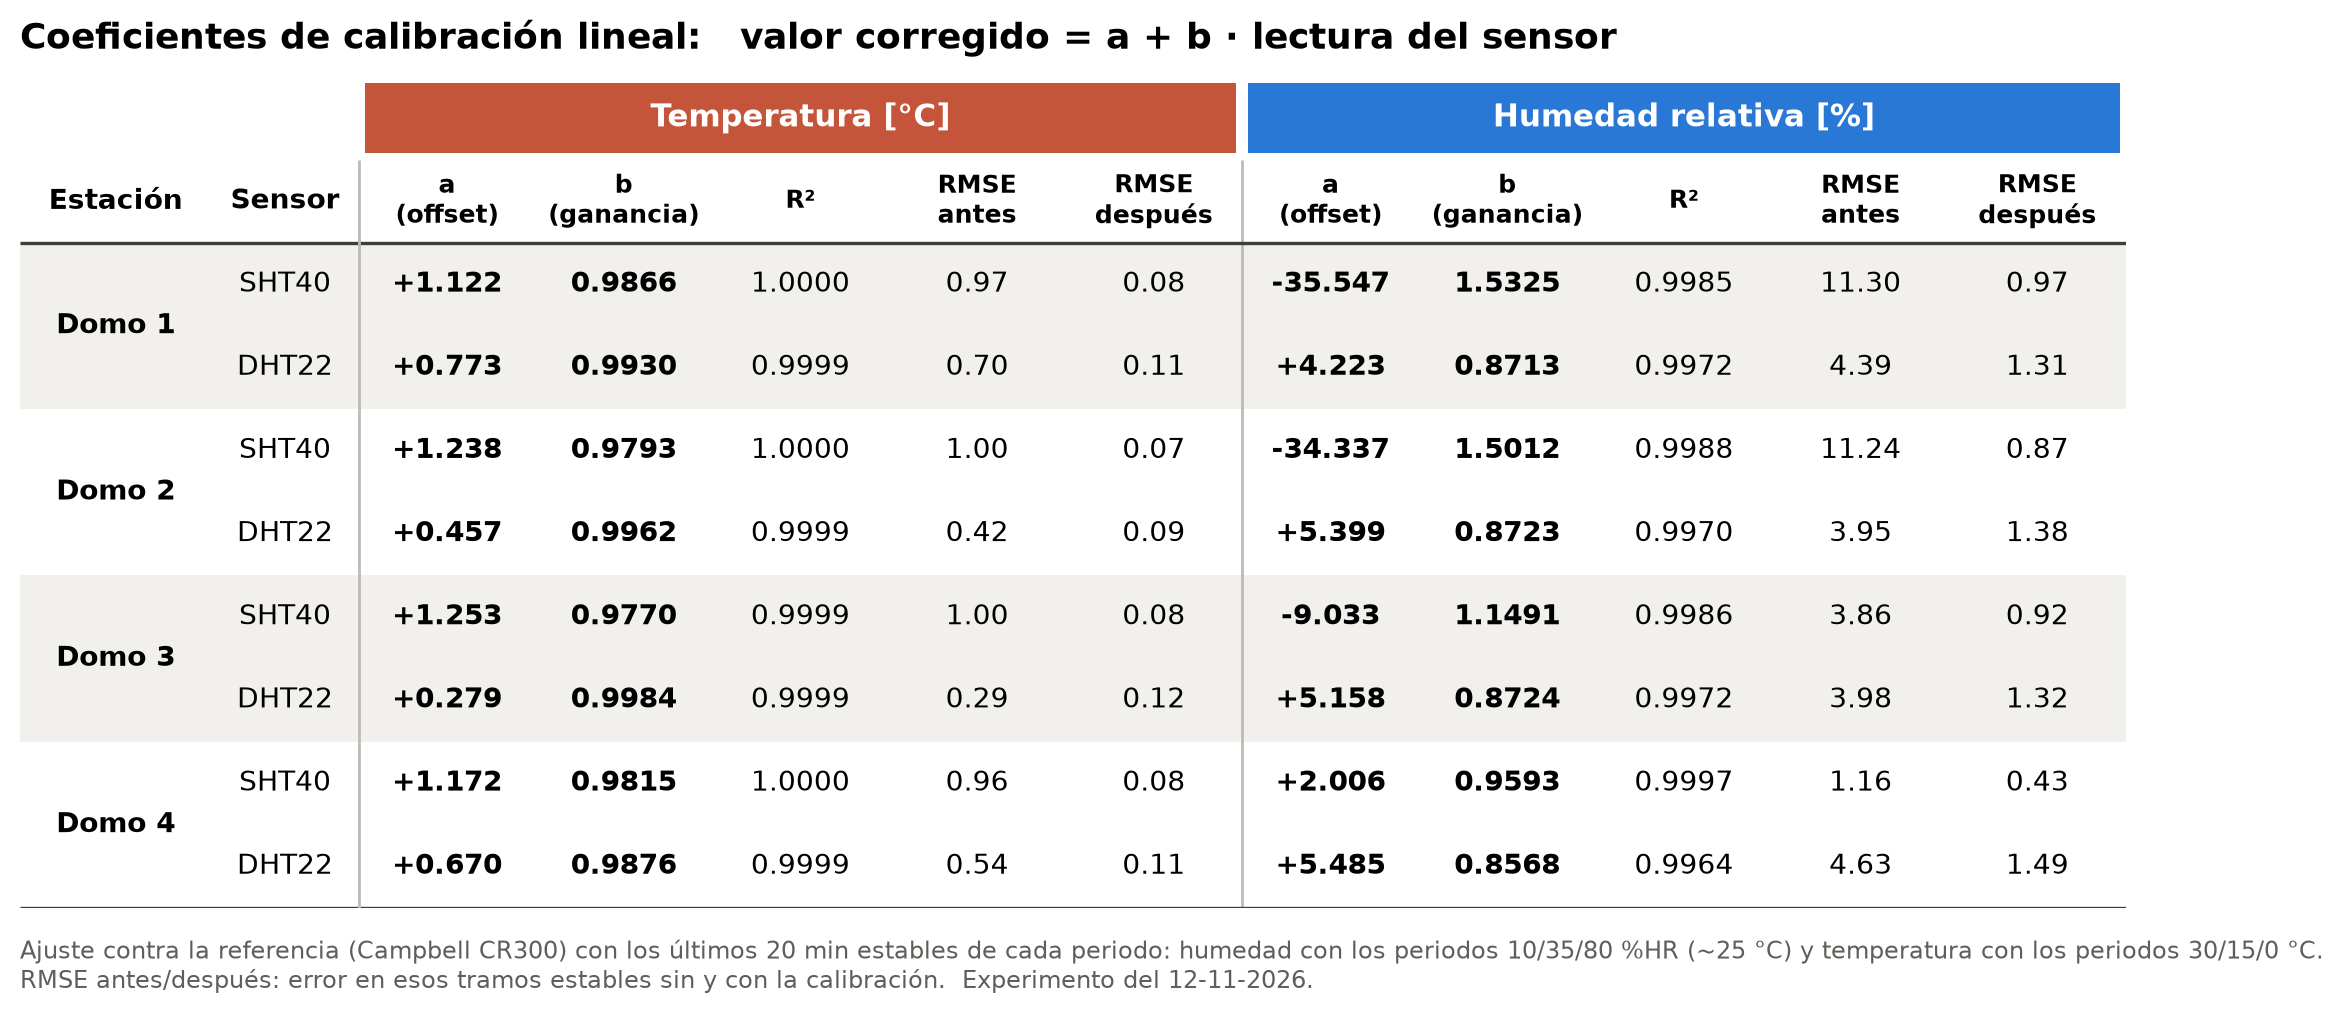 Coeficientes de calibración lineal:   valor corregido = a + b · lectura del sensor
Temperatura [°C] Humedad relativa [%]
Estación Sensor a (offset) b (ganancia) R² RMSE antes RMSE después a (offset) b (ganancia) R² RMSE antes RMSE después
Domo 1
SHT40 +1.122 0.9866 1.0000 0.97 0.08 -35.547 1.5325 0.9985 11.30 0.97
DHT22 +0.773 0.9930 0.9999 0.70 0.11 +4.223 0.8713 0.9972 4.39 1.31
Domo 2
SHT40 +1.238 0.9793 1.0000 1.00 0.07 -34.337 1.5012 0.9988 11.24 0.87
DHT22 +0.457 0.9962 0.9999 0.42 0.09 +5.399 0.8723 0.9970 3.95 1.38
Domo 3
SHT40 +1.253 0.9770 0.9999 1.00 0.08 -9.033 1.1491 0.9986 3.86 0.92
DHT22 +0.279 0.9984 0.9999 0.29 0.12 +5.158 0.8724 0.9972 3.98 1.32
Domo 4
SHT40 +1.172 0.9815 1.0000 0.96 0.08 +2.006 0.9593 0.9997 1.16 0.43
DHT22 +0.670 0.9876 0.9999 0.54 0.11 +5.485 0.8568 0.9964 4.63 1.49
Ajuste contra la referencia (Campbell CR300) con los últimos 20 min estables de cada periodo: humedad con los periodos 10/35/80 %HR (~25 °C) y temperatura con los periodos 30/15/0 °C.
RMSE antes/después: error en esos tramos estables sin y con la calibración.  Experimento del 12-11-2026.